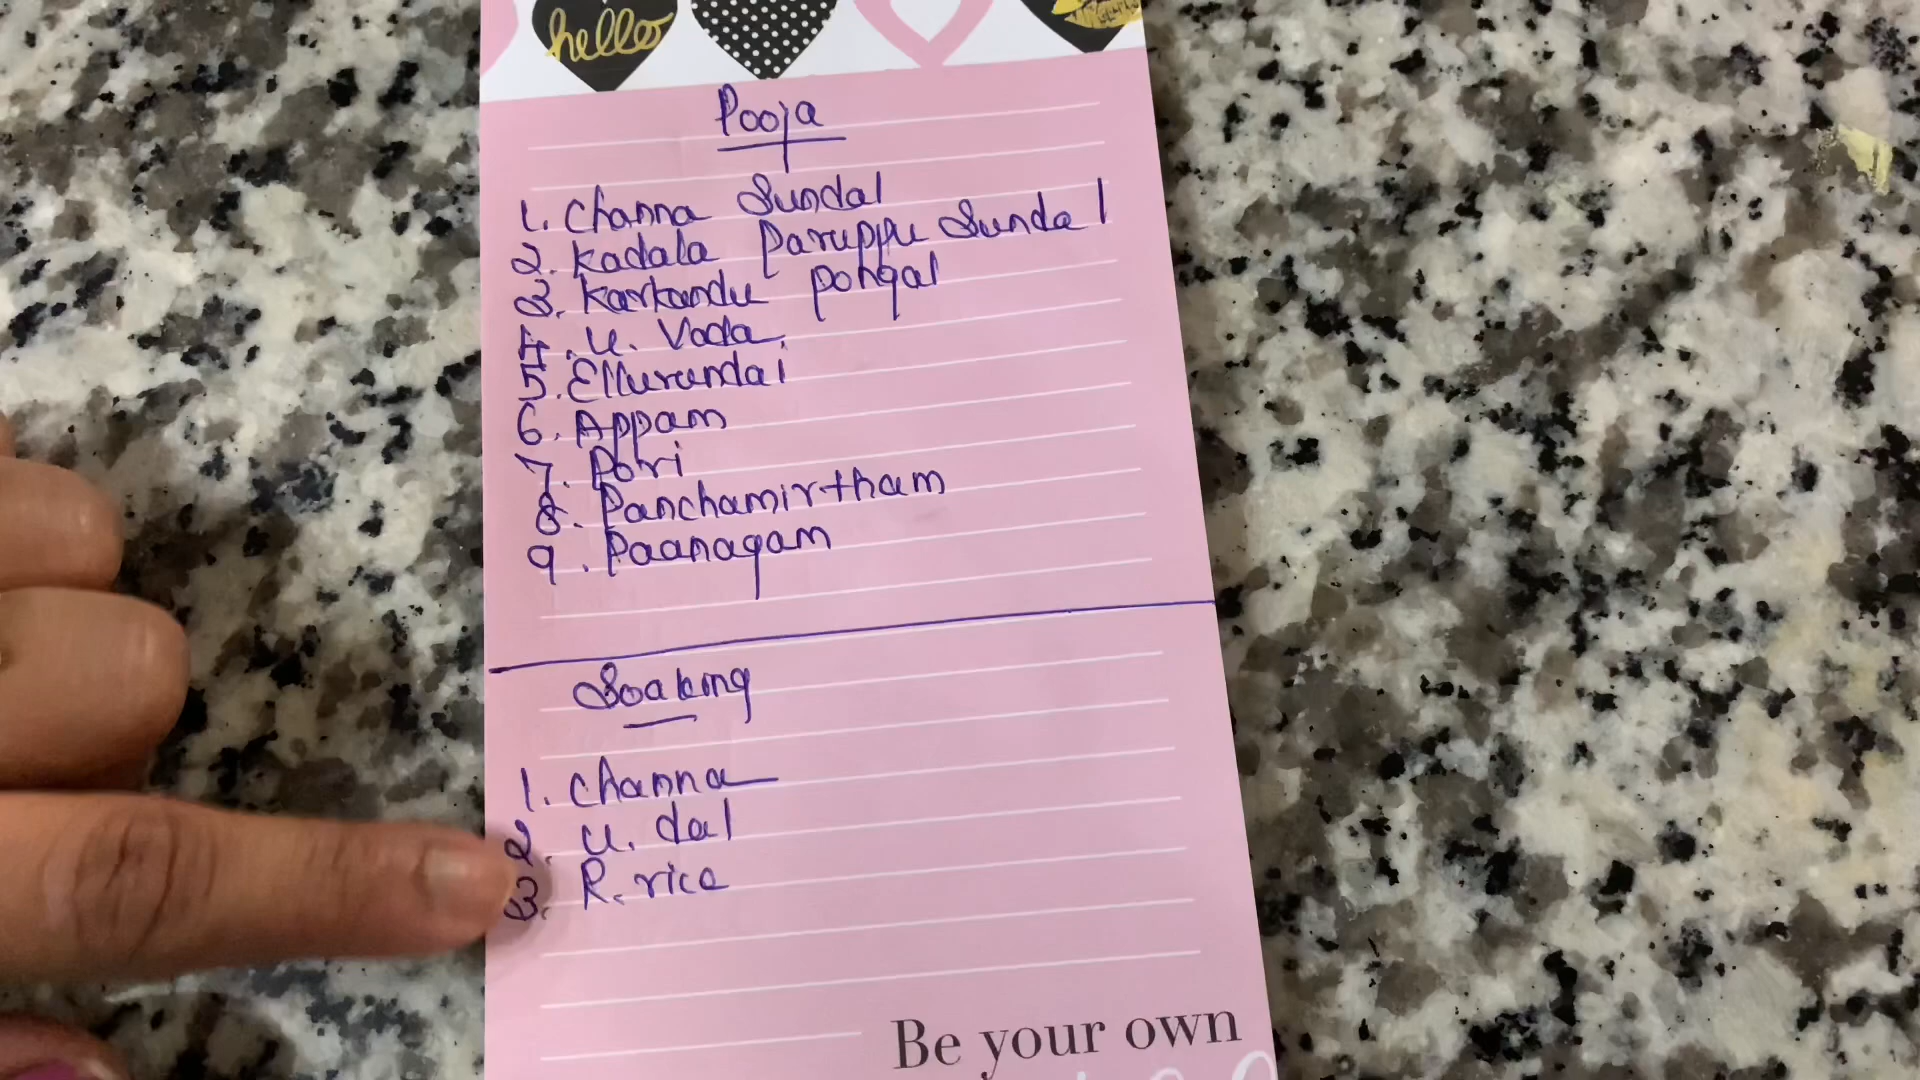 hello
Pooja
1. Channa Sundal
2. Kadala Paruppu Sundal
3. Karkandu Pongal
4. U. Vada.
5. Ellurundai
6. Appam
7. Pori
8. Panchamirtham
9. Paanagam
Soaking
1. Channa
2. U. dal
3. R. rice
Be your own